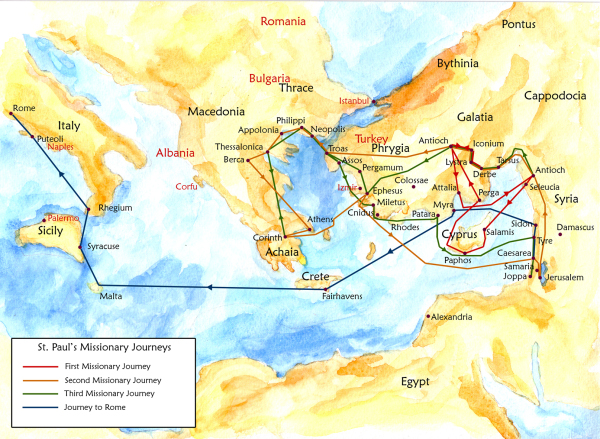 Romania
Pontus
Bythinia
Bulgaria
Thrace
Istanbul
Cappodocia
Rome
Macedonia
Philippi
Galatia
Italy
Puteoli
Naples
Appolonia
Neopolis
Turkey
Antioch
Iconium
Thessalonica
Troas
Phrygia
Albania
Berea
Assos
Lystra
Tarsus
Pergamum
Derbe
Antioch
Corfu
Izmir
Colossae
Seleucia
Ephesus
Attalia
Perga
Syria
Miletus
Myra
Rhegium
Palermo
Cnidus
Patara
Athens
Rhodes
Sidon
Sicily
Corinth
Cyprus
Salamis
Damascus
Syracuse
Achaia
Tyre
Paphos
Caesarea
Crete
Samaria
Joppa
Jerusalem
Malta
Fairhavens
Alexandria
Egypt
St. Paul's Missionary Journeys
First Missionary Journey
Second Missionary Journey
Third Missionary Journey
Journey to Rome